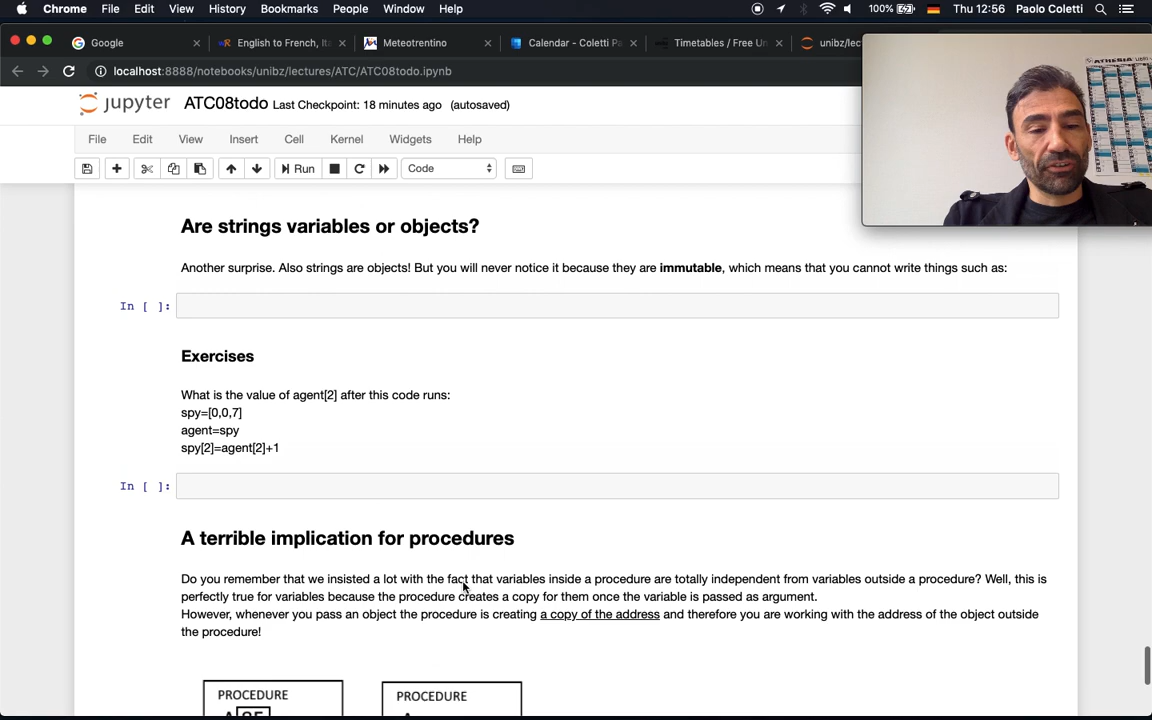 Chrome File Edit View History Bookmarks People Window Help 100% Thu 12:56 Paolo Coletti
Google English to French, Ita Meteotrentino Calendar - Coletti Pa Timetables / Free Un unibz/lec
localhost:8888/notebooks/unibz/lectures/ATC/ATC08todo.ipynb
ATHESIA
jupyter ATC08todo Last Checkpoint: 18 minutes ago (autosaved)
File Edit View Insert Cell Kernel Widgets Help
Run Code
Are strings variables or objects?
Another surprise. Also strings are objects! But you will never notice it because they are immutable, which means that you cannot write things such as:
In [ ]:
Exercises
What is the value of agent[2] after this code runs:
spy=[0,0,7]
agent=spy
spy[2]=agent[2]+1
In [ ]:
A terrible implication for procedures
Do you remember that we insisted a lot with the fact that variables inside a procedure are totally independent from variables outside a procedure? Well, this is
perfectly true for variables because the procedure creates a copy for them once the variable is passed as argument.
However, whenever you pass an object the procedure is creating a copy of the address and therefore you are working with the address of the object outside
the procedure!
PROCEDURE PROCEDURE